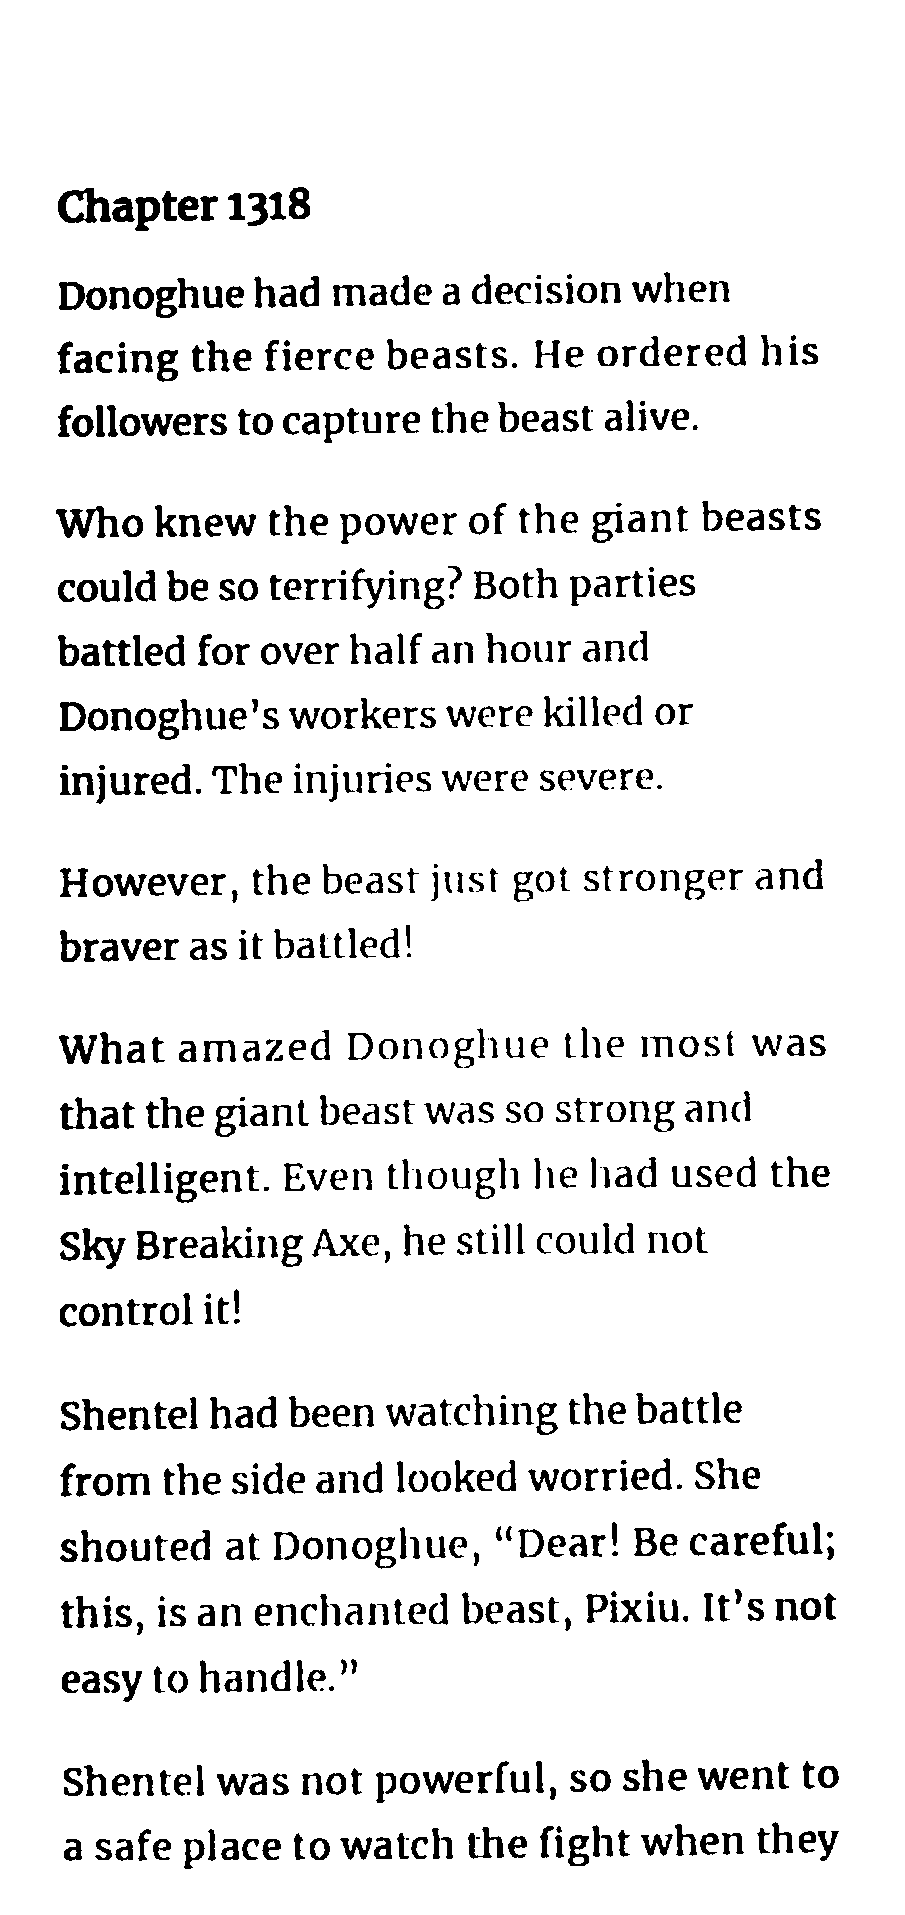 Chapter 1318
Donoghue had made a decision when
facing the fierce beasts. He ordered his
followers to capture the beast alive.
Who knew the power of the giant beasts
could be so terrifying? Both parties
battled for over half an hour and
Donoghue's workers were killed or
injured. The injuries were severe.
However, the beast just got stronger and
braver as it battled!
What amazed Donoghue the most was
that the giant beast was so strong and
intelligent. Even though he had used the
Sky Breaking Axe, he still could not
control it!
Shentel had been watching the battle
from the side and looked worried. She
shouted at Donoghue, “Dear! Be careful;
this, is an enchanted beast, Pixiu. It's not
easy to handle.”
Shentel was not powerful, so she went to
a safe place to watch the fight when they